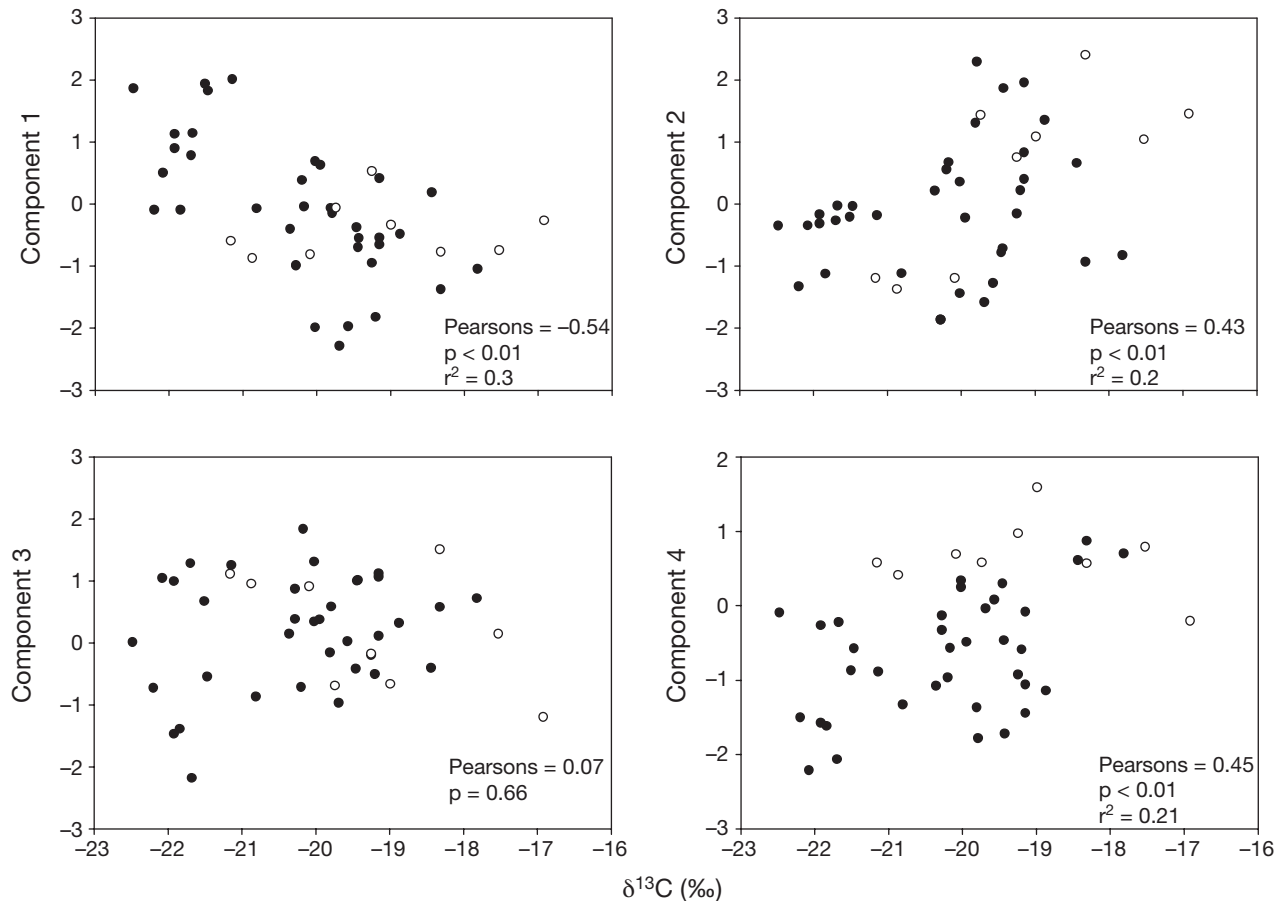 3
2
1
0
−1
−2
−3
Component 1
Pearsons = −0.54
p < 0.01
r² = 0.3
3
2
1
0
−1
−2
−3
Component 2
Pearsons = 0.43
p < 0.01
r² = 0.2
3
2
1
0
−1
−2
−3
Component 3
Pearsons = 0.07
p = 0.66
−23 −22 −21 −20 −19 −18 −17 −16
2
1
0
−1
−2
−3
Component 4
Pearsons = 0.45
p < 0.01
r² = 0.21
−23 −22 −21 −20 −19 −18 −17 −16
δ¹³C (‰)